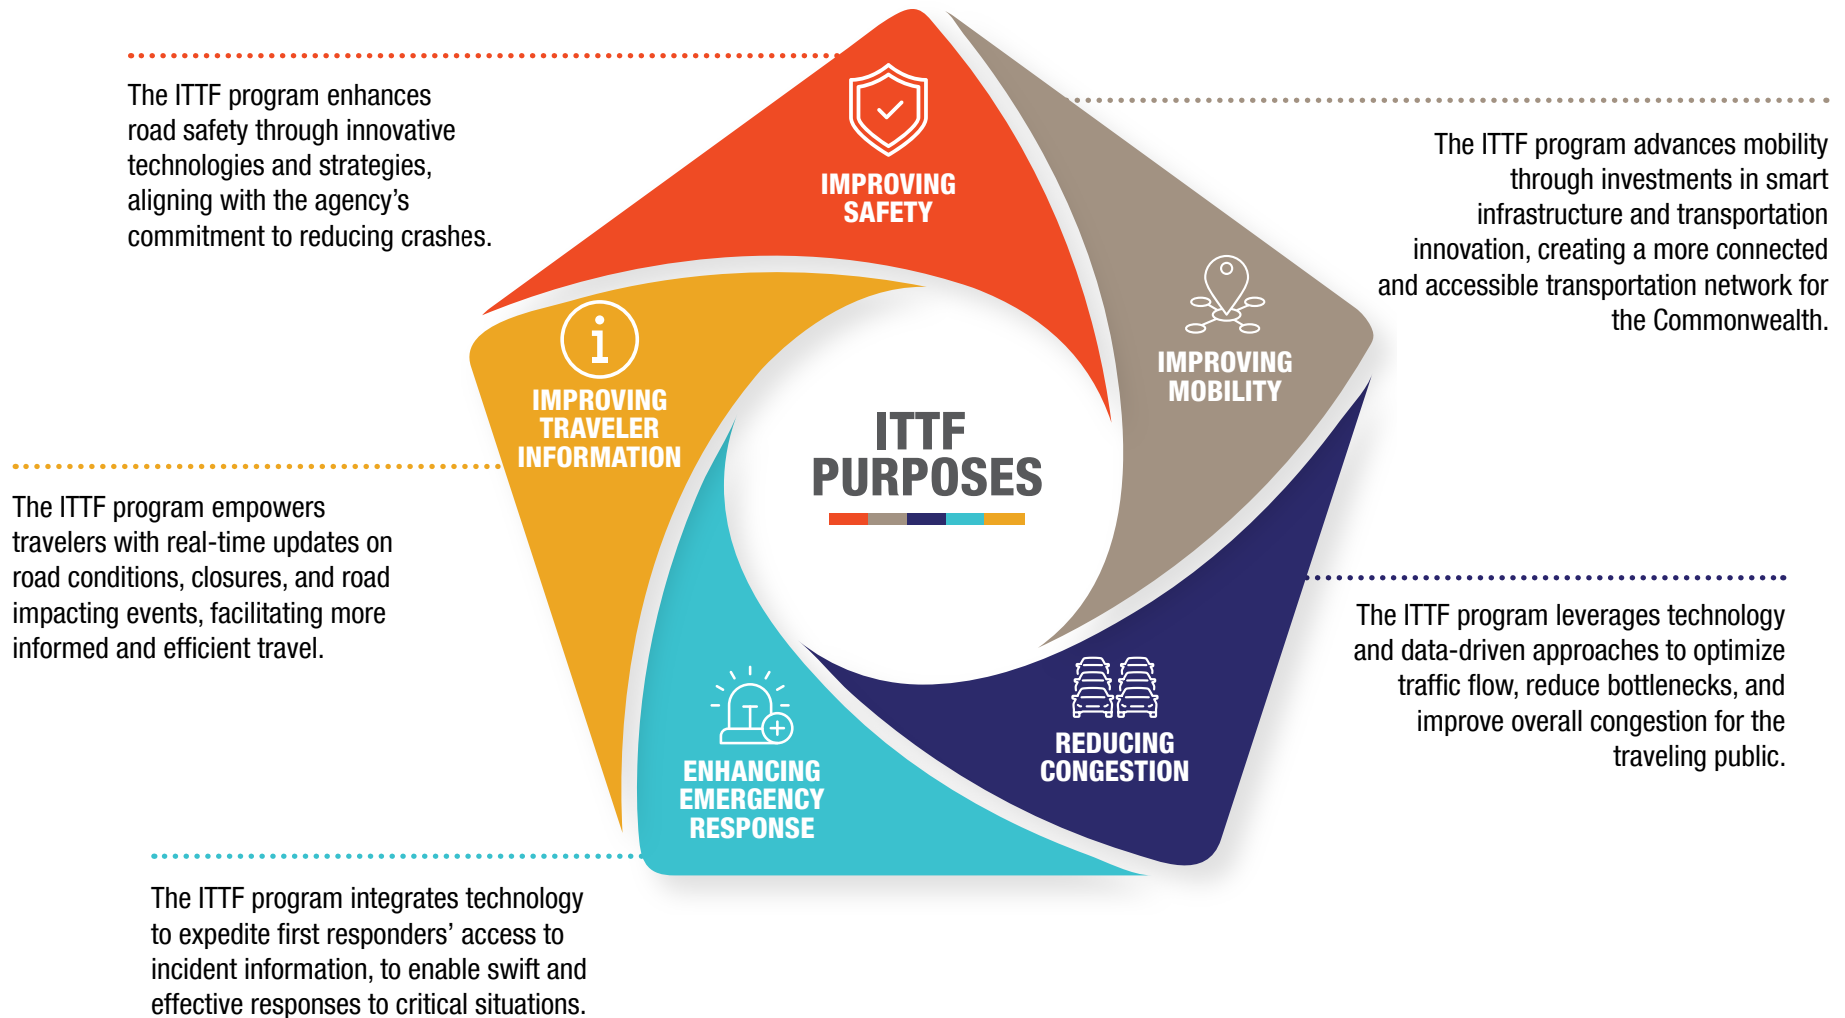 The ITTF program enhances
road safety through innovative
technologies and strategies,
aligning with the agency’s
commitment to reducing crashes.
IMPROVING
SAFETY
The ITTF program advances mobility
through investments in smart
infrastructure and transportation
innovation, creating a more connected
and accessible transportation network for
the Commonwealth.
IMPROVING
MOBILITY
IMPROVING
TRAVELER
INFORMATION
ITTF
PURPOSES
The ITTF program empowers
travelers with real-time updates on
road conditions, closures, and road
impacting events, facilitating more
informed and efficient travel.
The ITTF program leverages technology
and data-driven approaches to optimize
traffic flow, reduce bottlenecks, and
improve overall congestion for the
traveling public.
REDUCING
CONGESTION
ENHANCING
EMERGENCY
RESPONSE
The ITTF program integrates technology
to expedite first responders’ access to
incident information, to enable swift and
effective responses to critical situations.